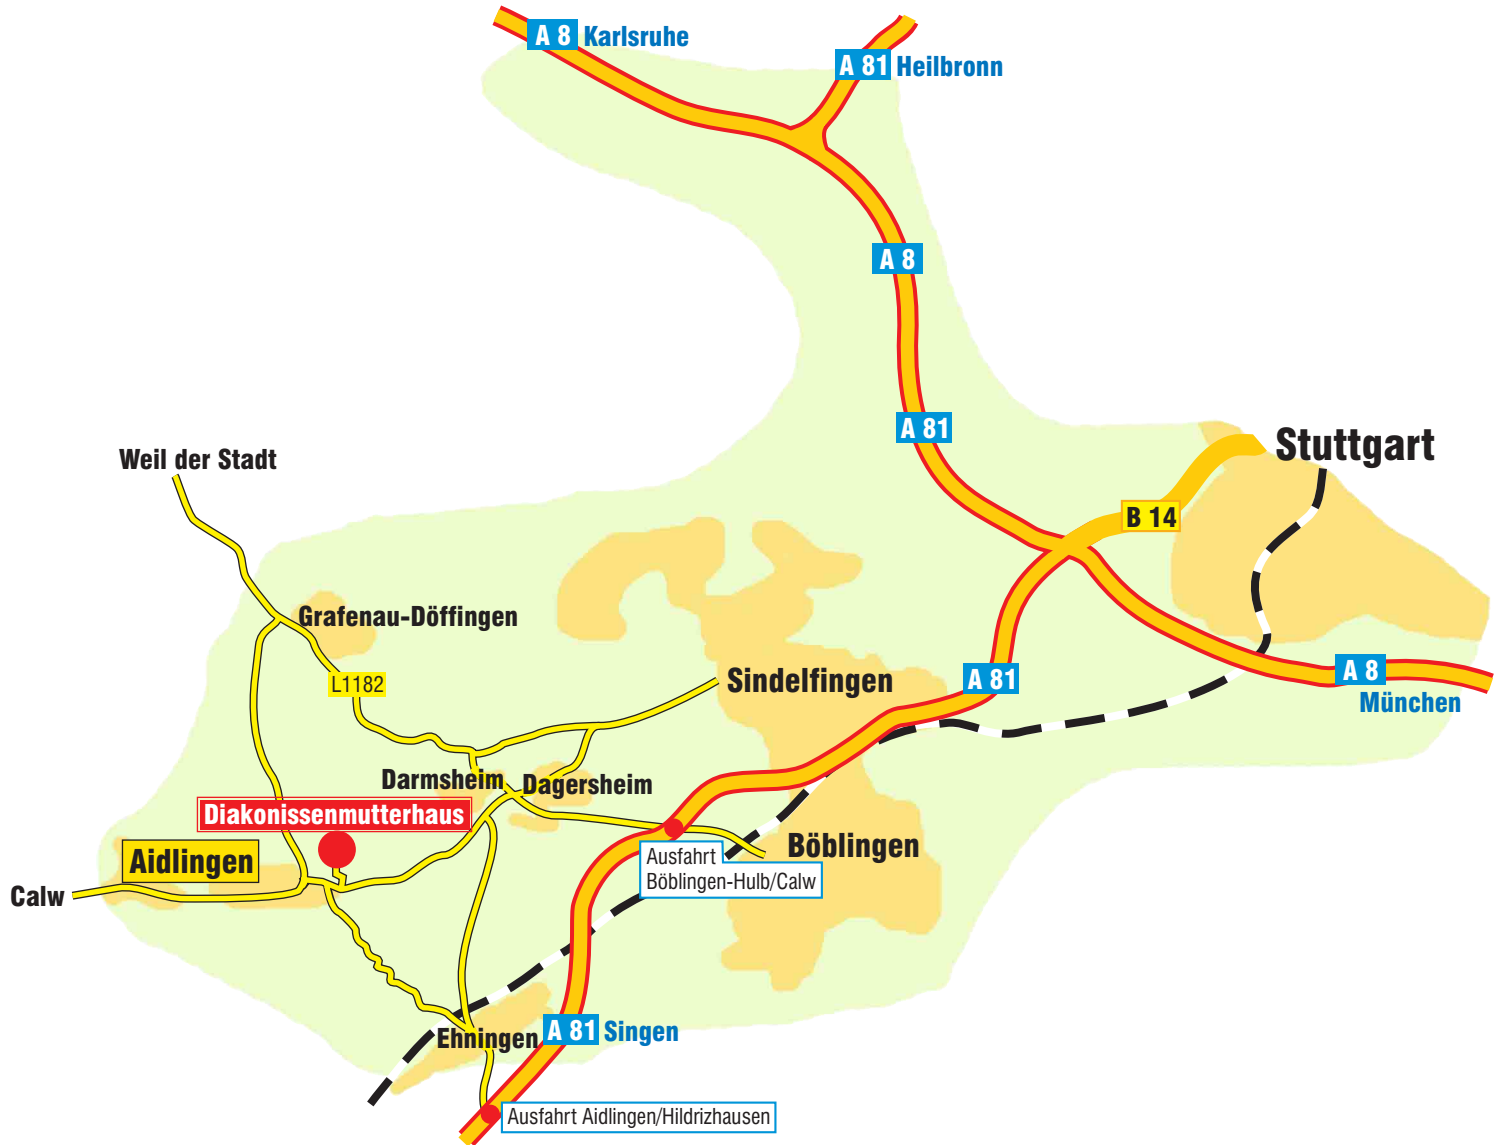 A 8 Karlsruhe
A 81 Heilbronn
A 8
A 81
Stuttgart
Weil der Stadt
B 14
Grafenau-Döffingen
L1182
Sindelfingen
A 81
A 8
München
Darmsheim
Dagersheim
Diakonissenmutterhaus
Aidlingen
Böblingen
Ausfahrt
Böblingen-Hulb/Calw
Calw
Ehningen
A 81 Singen
Ausfahrt Aidlingen/Hildrizhausen